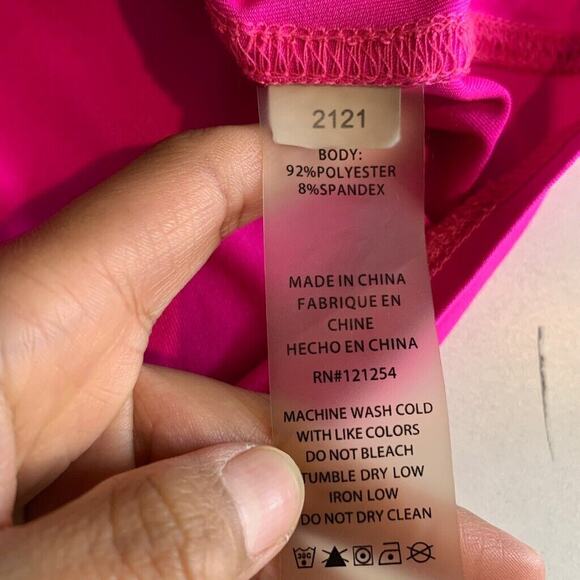 2121
BODY:
92%POLYESTER
8%SPANDEX
MADE IN CHINA
FABRIQUE EN
CHINE
HECHO EN CHINA
RN#121254
MACHINE WASH COLD
WITH LIKE COLORS
DO NOT BLEACH
TUMBLE DRY LOW
IRON LOW
DO NOT DRY CLEAN
30C